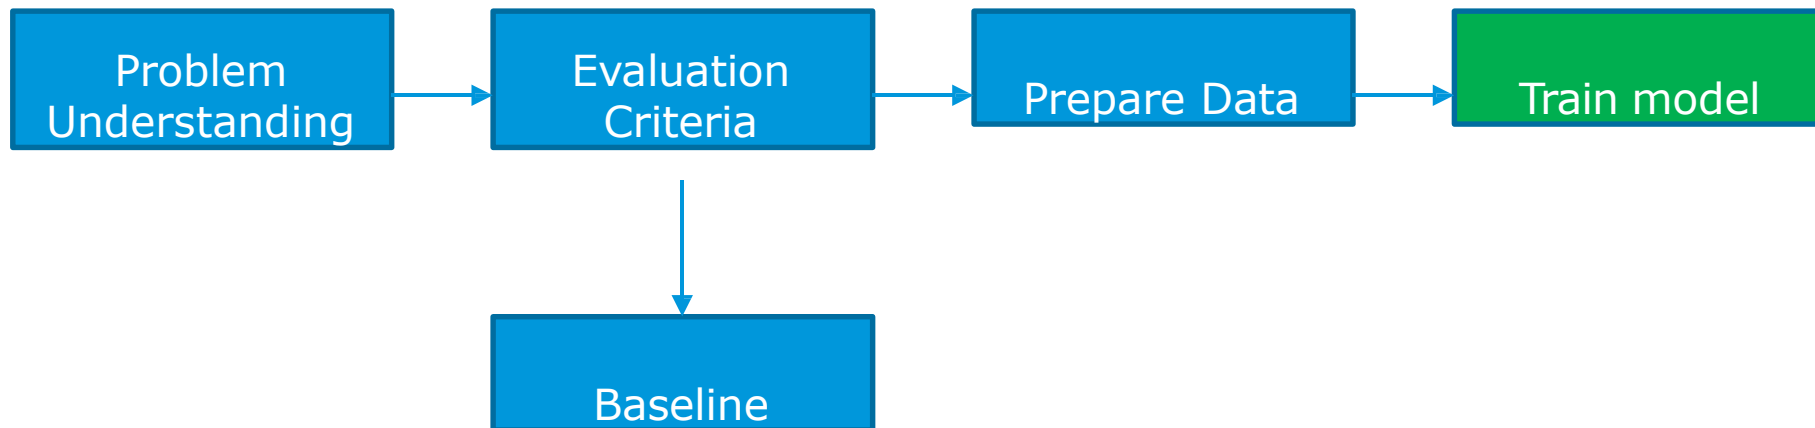 Problem
Understanding
Evaluation
Criteria
Prepare Data
Train model
Baseline